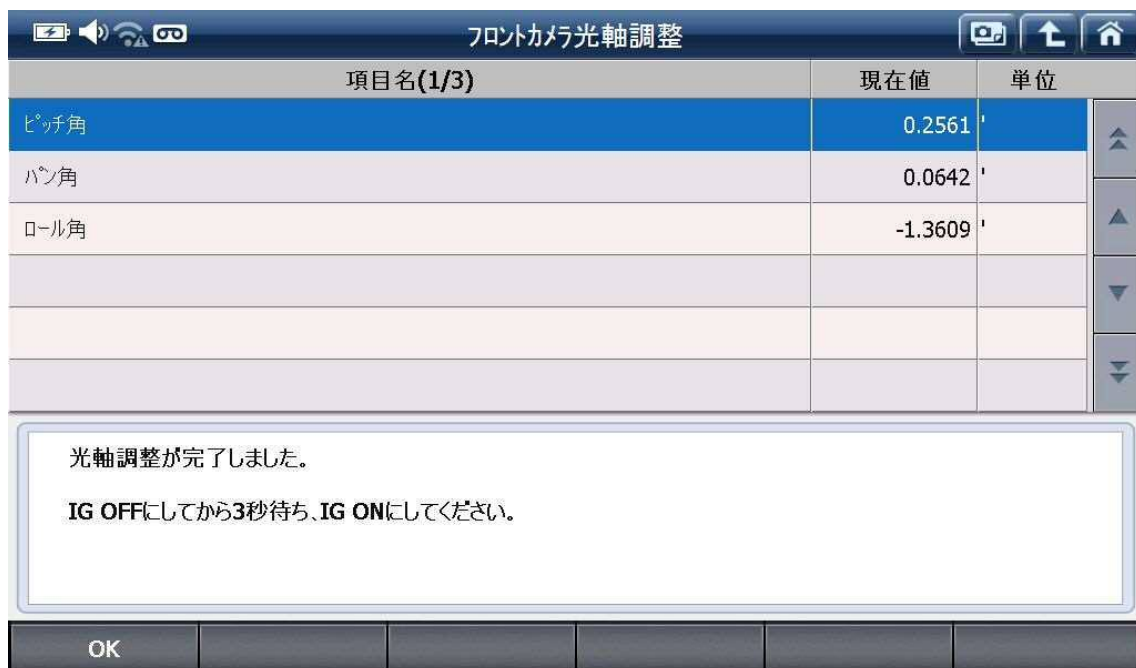 フロントカメラ光軸調整
項目名(1/3) 現在値 単位
ピッチ角 0.2561 '
パン角 0.0642 '
ロール角 -1.3609 '
光軸調整が完了しました。
IG OFFにしてから3秒待ち、IG ONにしてください。
OK